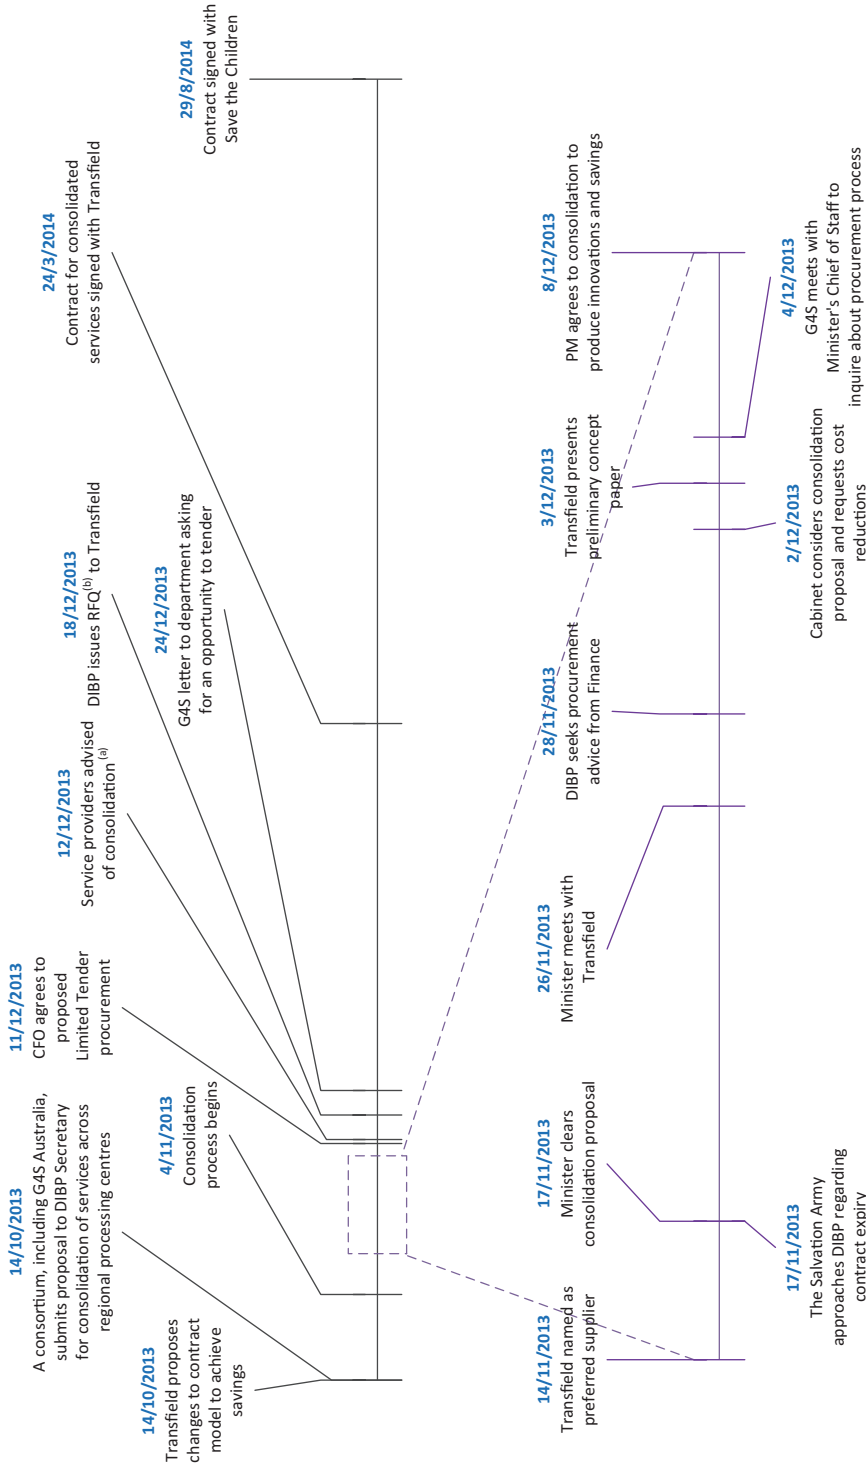 14/10/2013
A consortium, including G4S Australia,
submits proposal to DIBP Secretary
for consolidation of services across
regional processing centres
14/10/2013
Transfield proposes
changes to contract
model to achieve
savings
4/11/2013
Consolidation
process begins
11/12/2013
CFO agrees to
proposed
Limited Tender
procurement
12/12/2013
Service providers advised
of consolidation (a)
18/12/2013
DIBP issues RFQ(b) to Transfield
24/12/2013
G4S letter to department asking
for an opportunity to tender
24/3/2014
Contract for consolidated
services signed with Transfield
29/8/2014
Contract signed with
Save the Children
14/11/2013
Transfield named as
preferred supplier
17/11/2013
Minister clears
consolidation proposal
17/11/2013
The Salvation Army
approaches DIBP regarding
contract expiry
26/11/2013
Minister meets with
Transfield
28/11/2013
DIBP seeks procurement
advice from Finance
2/12/2013
Cabinet considers consolidation
proposal and requests cost
reductions
3/12/2013
Transfield presents
preliminary concept
paper
4/12/2013
G4S meets with
Minister's Chief of Staff to
inquire about procurement process
8/12/2013
PM agrees to consolidation to
produce innovations and savings